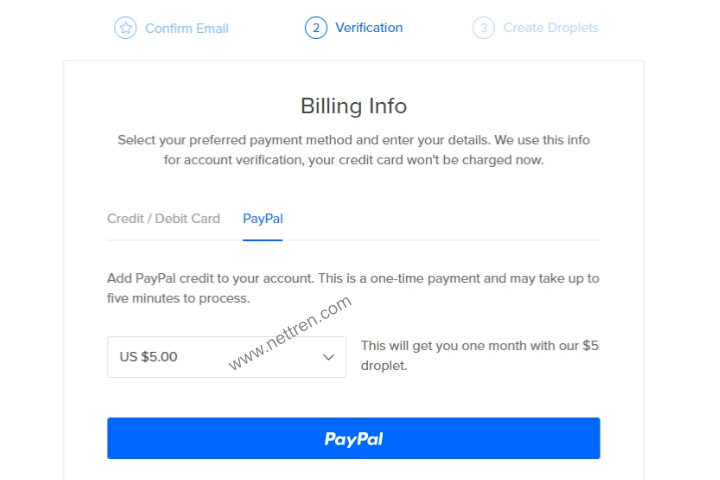 Confirm Email
2 Verification
3 Create Droplets
Billing Info
Select your preferred payment method and enter your details. We use this info
for account verification, your credit card won't be charged now.
Credit / Debit Card PayPal
Add PayPal credit to your account. This is a one-time payment and may take up to
five minutes to process.
www.nettren.com
US $5.00
This will get you one month with our $5
droplet.
PayPal